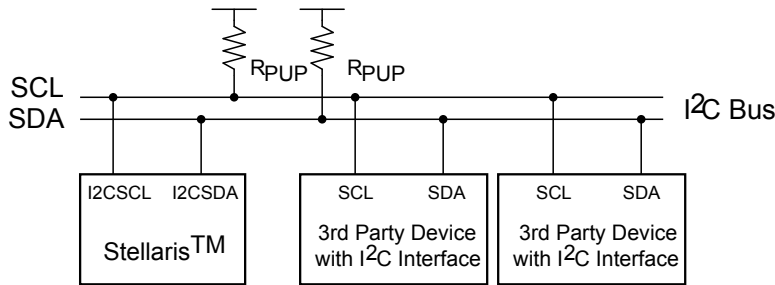 RPUP RPUP
SCL
SDA
I²C Bus
I2CSCL I2CSDA
Stellaris™
SCL SDA
3rd Party Device
with I²C Interface
SCL SDA
3rd Party Device
with I²C Interface